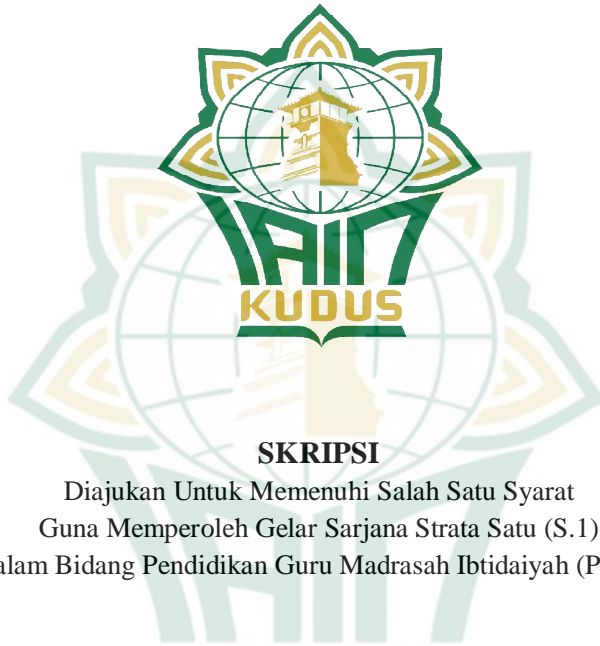 IAIN
KUDUS
SKRIPSI
Diajukan Untuk Memenuhi Salah Satu Syarat
Guna Memperoleh Gelar Sarjana Strata Satu (S.1)
alam Bidang Pendidikan Guru Madrasah Ibtidaiyah (P